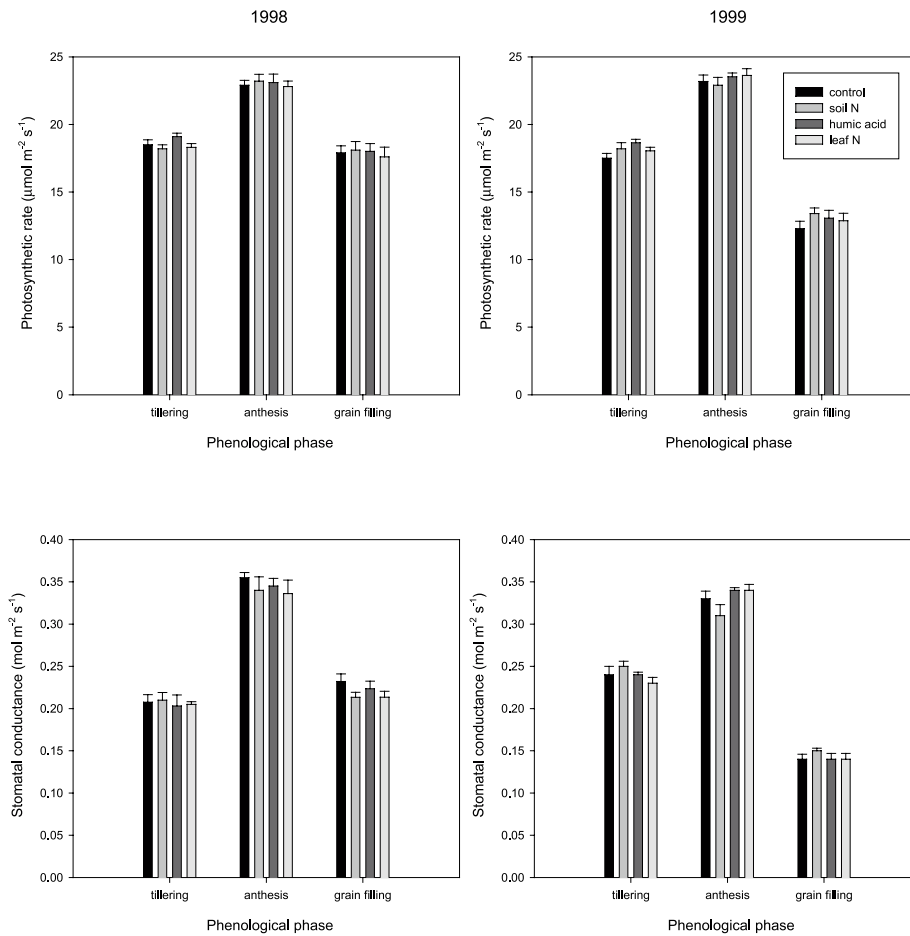 1998
1999
Photosynthetic rate (μmol m⁻² s⁻¹)
25
20
15
10
5
0
tillering anthesis grain filling
Phenological phase
Photosynthetic rate (μmol m⁻² s⁻¹)
25
20
15
10
5
0
control
soil N
humic acid
leaf N
tillering anthesis grain filling
Phenological phase
Stomatal conductance (mol m⁻² s⁻¹)
0.40
0.35
0.30
0.25
0.20
0.15
0.10
0.05
0.00
tillering anthesis grain filling
Phenological phase
Stomatal conductance (mol m⁻² s⁻¹)
0.40
0.35
0.30
0.25
0.20
0.15
0.10
0.05
0.00
tillering anthesis grain filling
Phenological phase